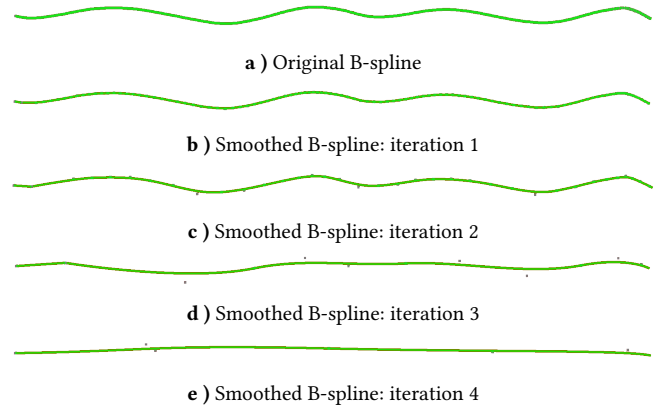 a ) Original B-spline
b ) Smoothed B-spline: iteration 1
c ) Smoothed B-spline: iteration 2
d ) Smoothed B-spline: iteration 3
e ) Smoothed B-spline: iteration 4